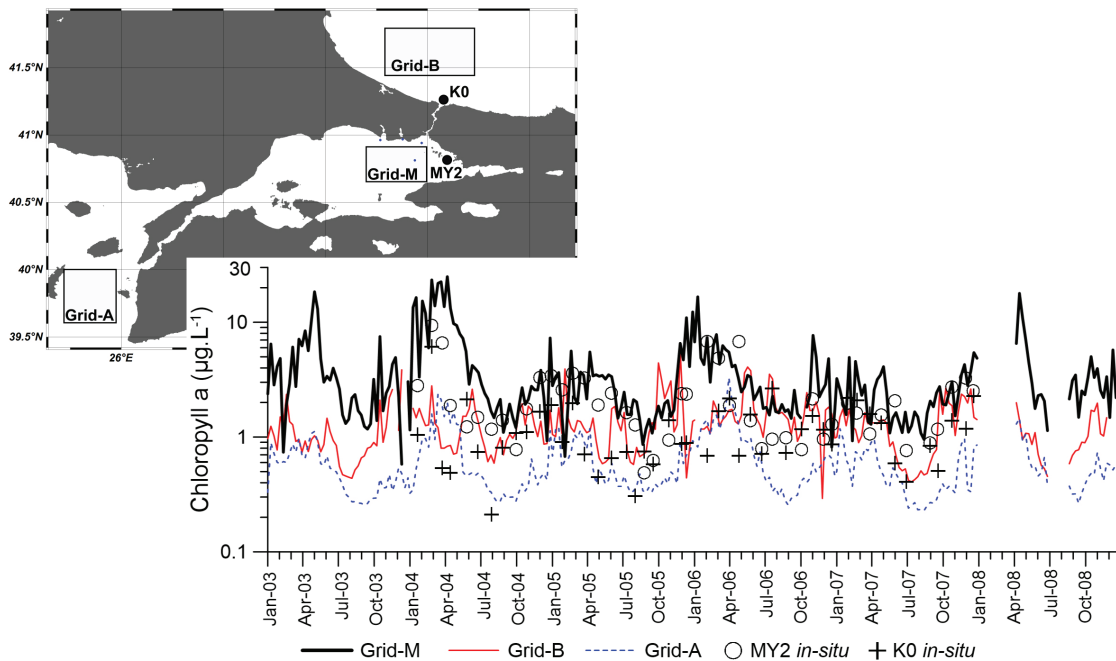 41.5°N
41°N
40.5°N
40°N
39.5°N
26°E
Grid-B
K0
Grid-M
MY2
Grid-A
Chloropyll a (µg.L-1)
30
10
1
0.1
Jan-03
Apr-03
Jul-03
Oct-03
Jan-04
Apr-04
Jul-04
Oct-04
Jan-05
Apr-05
Jul-05
Oct-05
Jan-06
Apr-06
Jul-06
Oct-06
Jan-07
Apr-07
Jul-07
Oct-07
Jan-08
Apr-08
Jul-08
Oct-08
Grid-M Grid-B Grid-A MY2 in-situ K0 in-situ